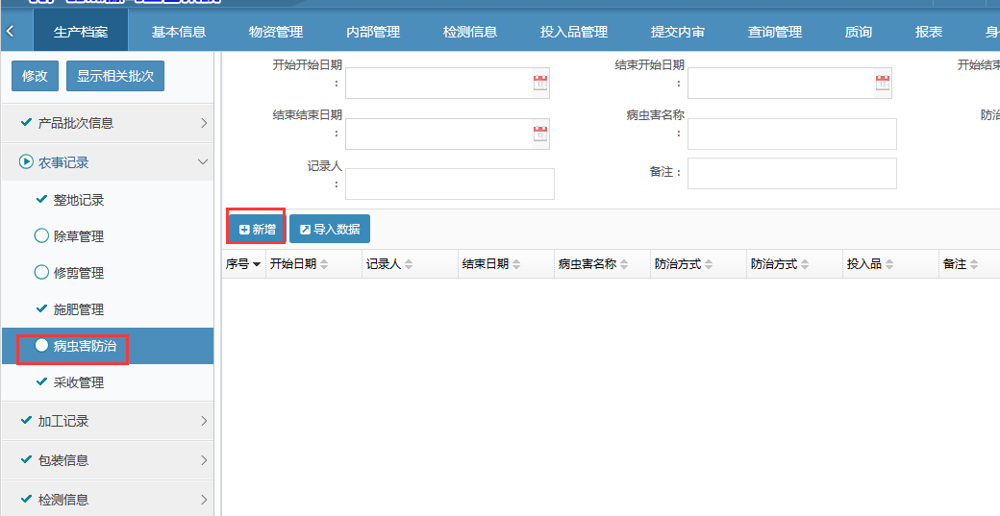 生产档案 基本信息 物资管理 内部管理 检测信息 投入品管理 提交内审 查询管理 质询 报表
修改 显示相关批次
产品批次信息
农事记录
整地记录
除草管理
修剪管理
施肥管理
病虫害防治
采收管理
加工记录
包装信息
检测信息
开始开始日期
:
结束开始日期
:
开始结束
结束结束日期
:
病虫害名称
:
防治
记录人
:
备注:
新增 导入数据
序号 开始日期 记录人 结束日期 病虫害名称 防治方式 防治方式 投入品 备注